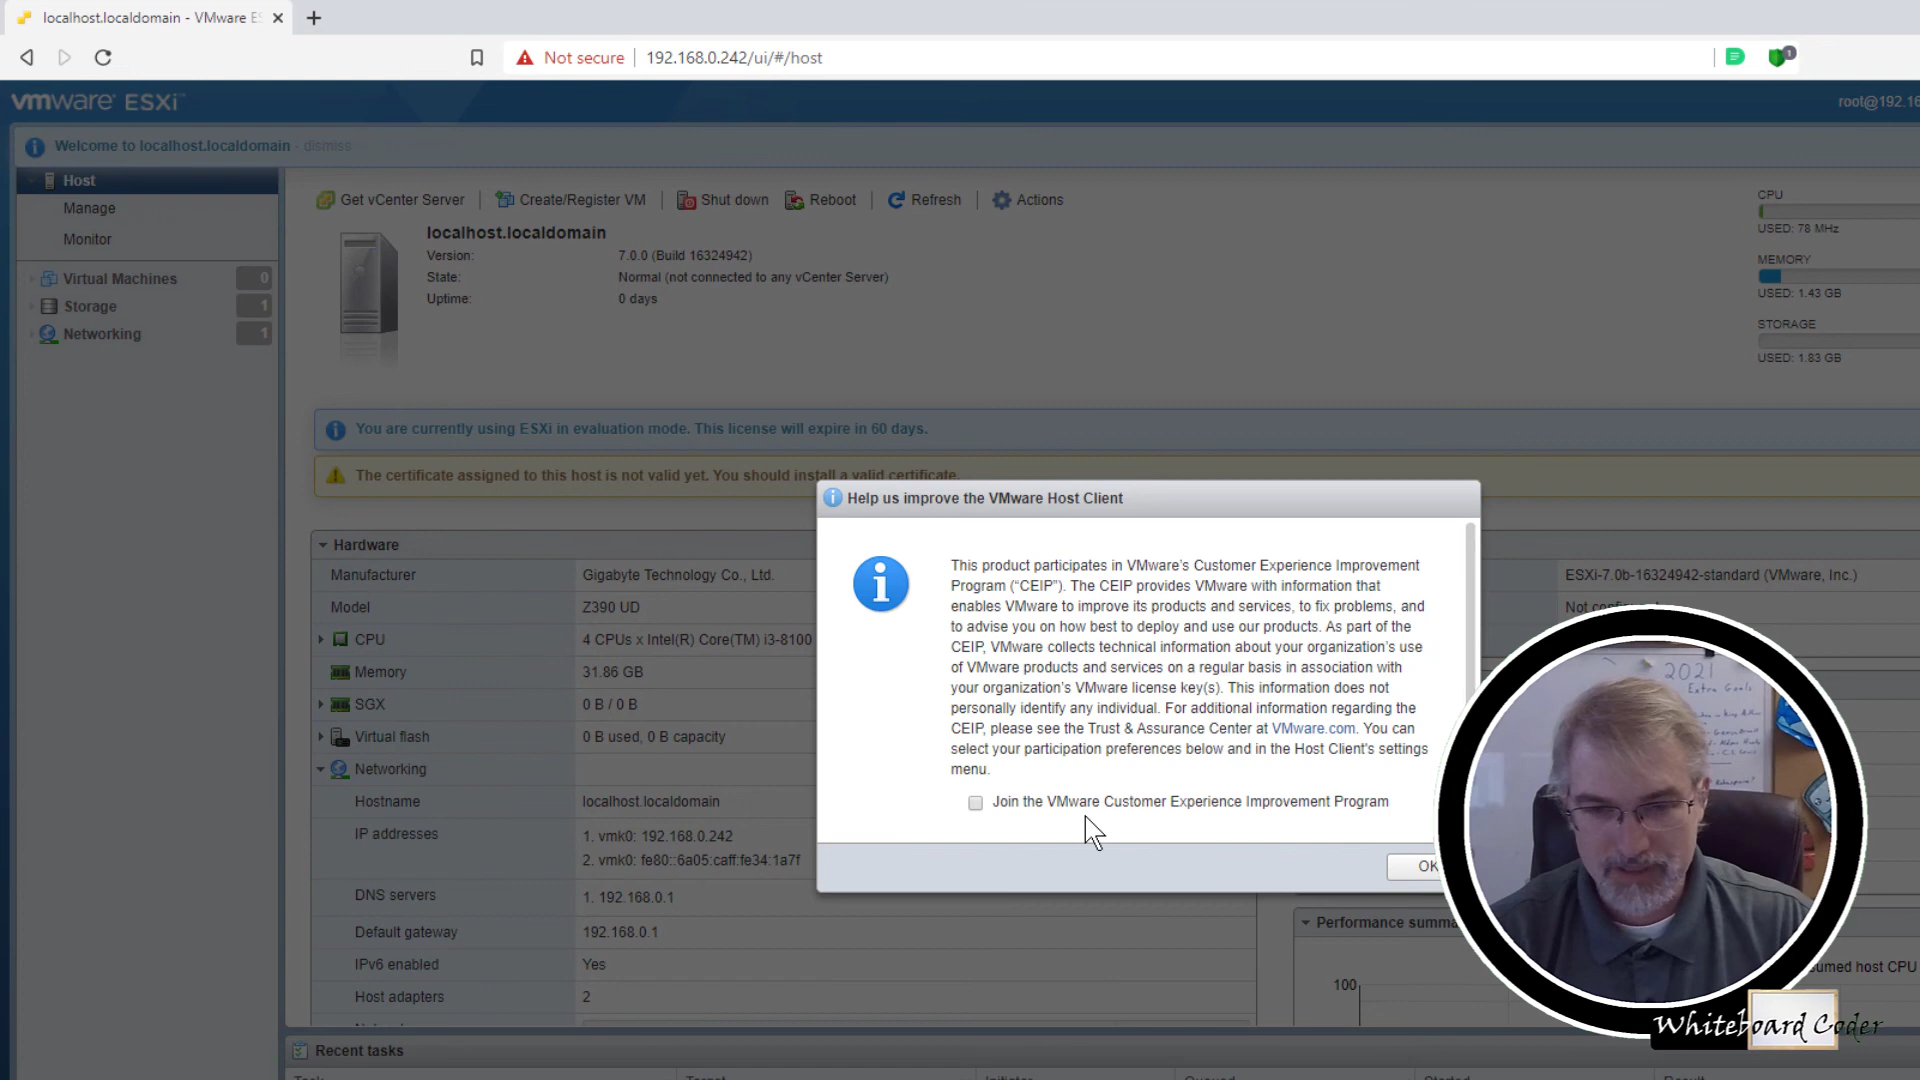 localhost.localdomain - VMware ES
Not secure
192.168.0.242/ui/#/host
1
vmware ESXi
root@192.16
Welcome to localhost.localdomain - dismiss
Host
Manage
Monitor
Virtual Machines 0
Storage 1
Networking 1
Get vCenter Server
Create/Register VM
Shut down
Reboot
Refresh
Actions
localhost.localdomain
Version: 7.0.0 (Build 16324942)
State: Normal (not connected to any vCenter Server)
Uptime: 0 days
CPU
USED: 78 MHz
MEMORY
USED: 1.43 GB
STORAGE
USED: 1.83 GB
You are currently using ESXi in evaluation mode. This license will expire in 60 days.
The certificate assigned to this host is not valid yet. You should install a valid certificate.
Hardware
Manufacturer Gigabyte Technology Co., Ltd.
Model Z390 UD
CPU 4 CPUs x Intel(R) Core(TM) i3-8100
Memory 31.86 GB
SGX 0 B / 0 B
Virtual flash 0 B used, 0 B capacity
Networking
Hostname localhost.localdomain
IP addresses 1. vmk0: 192.168.0.242
2. vmk0: fe80::6a05:caff:fe34:1a7f
DNS servers 1. 192.168.0.1
Default gateway 192.168.0.1
IPv6 enabled Yes
Host adapters 2
Help us improve the VMware Host Client
This product participates in VMware's Customer Experience Improvement
Program (“CEIP”). The CEIP provides VMware with information that
enables VMware to improve its products and services, to fix problems, and
to advise you on how best to deploy and use our products. As part of the
CEIP, VMware collects technical information about your organization's use
of VMware products and services on a regular basis in association with
your organization's VMware license key(s). This information does not
personally identify any individual. For additional information regarding the
CEIP, please see the Trust & Assurance Center at VMware.com. You can
select your participation preferences below and in the Host Client's settings
menu.
Join the VMware Customer Experience Improvement Program
OK
ESXi-7.0b-16324942-standard (VMware, Inc.)
Not
2021
Extra Goals
Performance summa
umed host CPU
100
Whiteboard Coder
Recent tasks